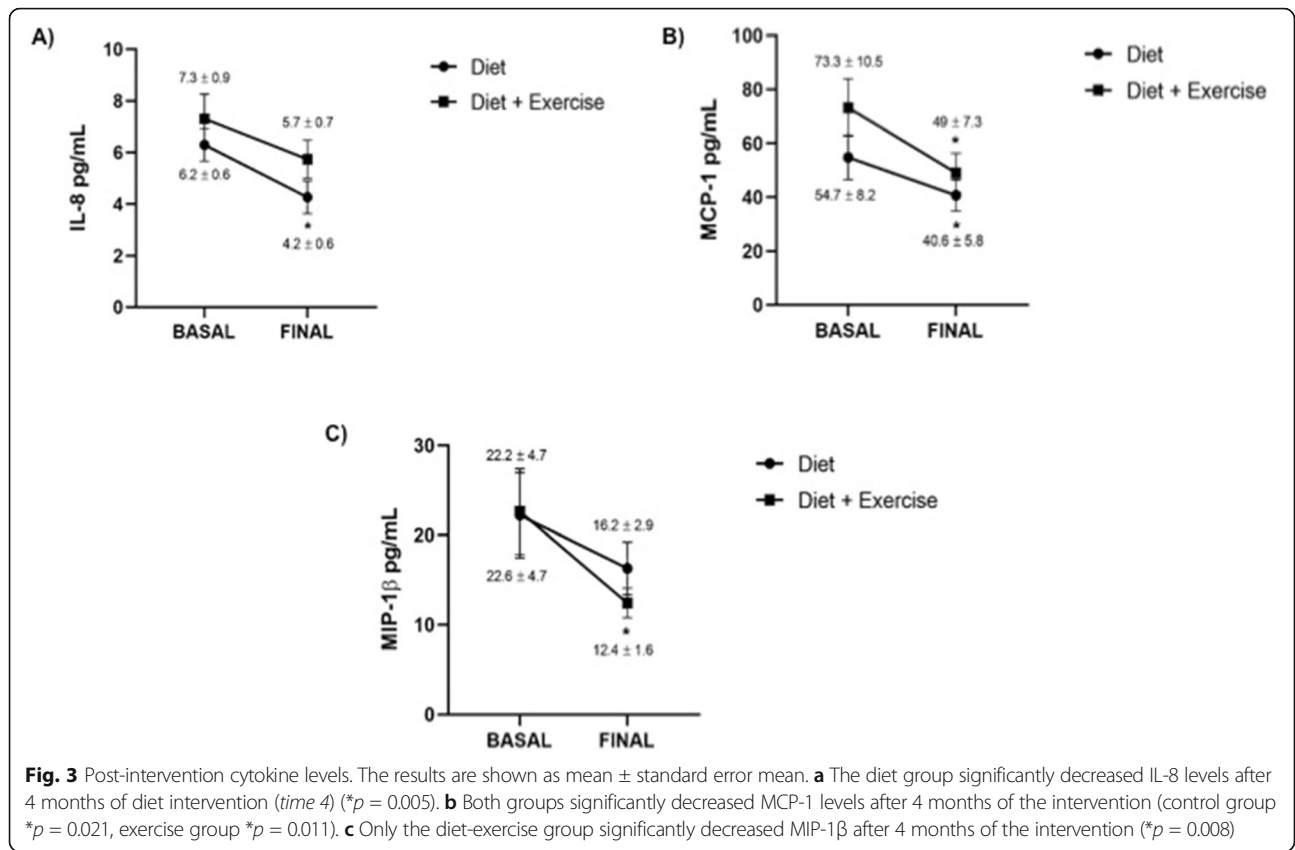 A)
10
8
6
4
2
0
IL-8 pg/mL
7.3 ± 0.9
5.7 ± 0.7
6.2 ± 0.6
*
4.2 ± 0.6
BASAL FINAL
Diet
Diet + Exercise
B)
100
80
60
40
20
0
MCP-1 pg/mL
73.3 ± 10.5
49 ± 7.3
*
54.7 ± 8.2
*
40.6 ± 5.8
BASAL FINAL
Diet
Diet + Exercise
C)
30
20
10
0
MIP-1β pg/mL
22.2 ± 4.7
16.2 ± 2.9
22.6 ± 4.7
*
12.4 ± 1.6
BASAL FINAL
Diet
Diet + Exercise
Fig. 3 Post-intervention cytokine levels. The results are shown as mean ± standard error mean. a The diet group significantly decreased IL-8 levels after
4 months of diet intervention (time 4) (*p = 0.005). b Both groups significantly decreased MCP-1 levels after 4 months of the intervention (control group
*p = 0.021, exercise group *p = 0.011). c Only the diet-exercise group significantly decreased MIP-1β after 4 months of the intervention (*p = 0.008)